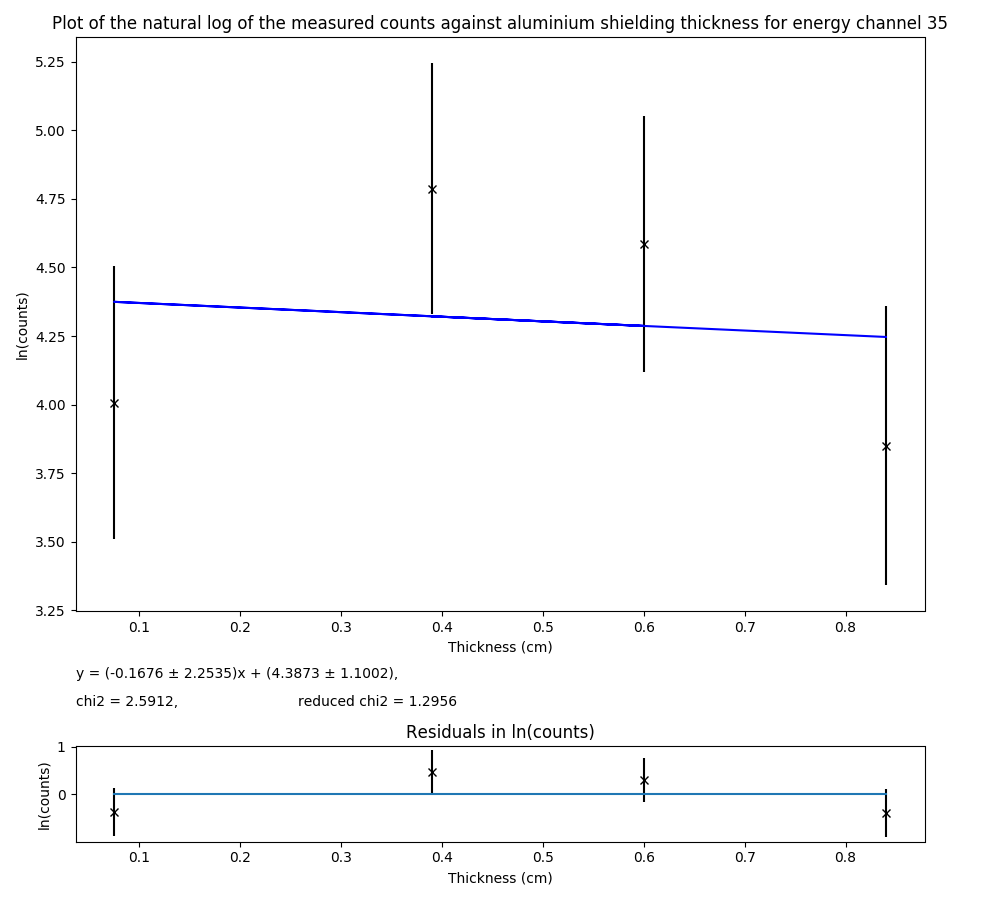 Plot of the natural log of the measured counts against aluminium shielding thickness for energy channel 35
5.25
5.00
4.75
4.50
4.25
4.00
3.75
3.50
3.25
ln(counts)
0.1 0.2 0.3 0.4 0.5 0.6 0.7 0.8
Thickness (cm)
y = (-0.1676 ± 2.2535)x + (4.3873 ± 1.1002),
chi2 = 2.5912, reduced chi2 = 1.2956
Residuals in ln(counts)
1
0
ln(counts)
0.1 0.2 0.3 0.4 0.5 0.6 0.7 0.8
Thickness (cm)